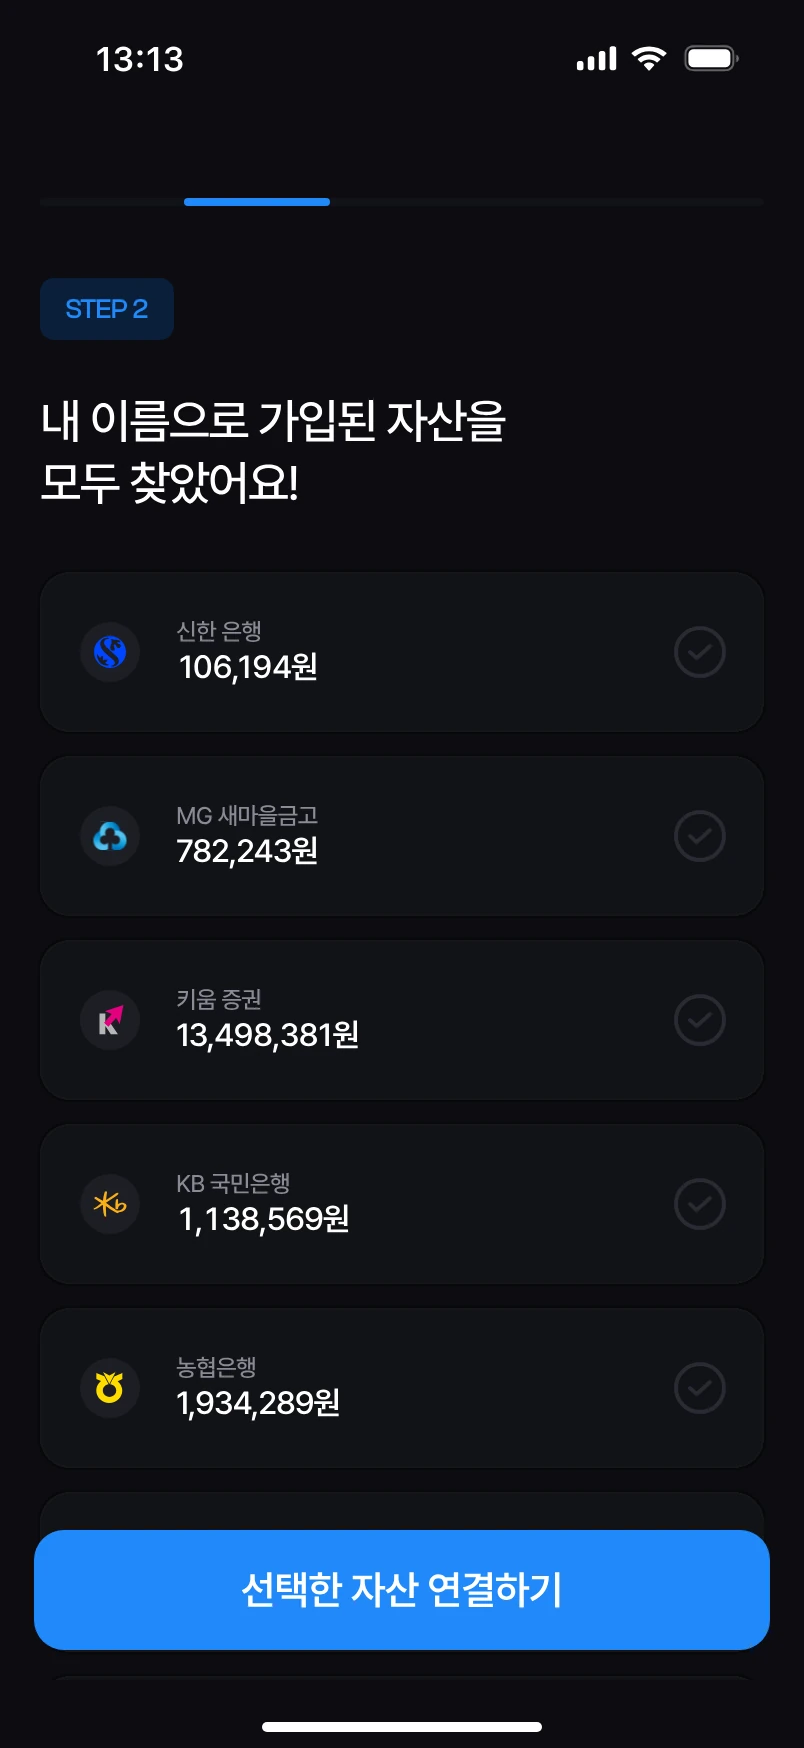 13:13
STEP 2
내 이름으로 가입된 자산을
모두 찾았어요!
신한 은행
106,194원
MG 새마을금고
782,243원
키움 증권
13,498,381원
KB 국민은행
1,138,569원
농협은행
1,934,289원
선택한 자산 연결하기